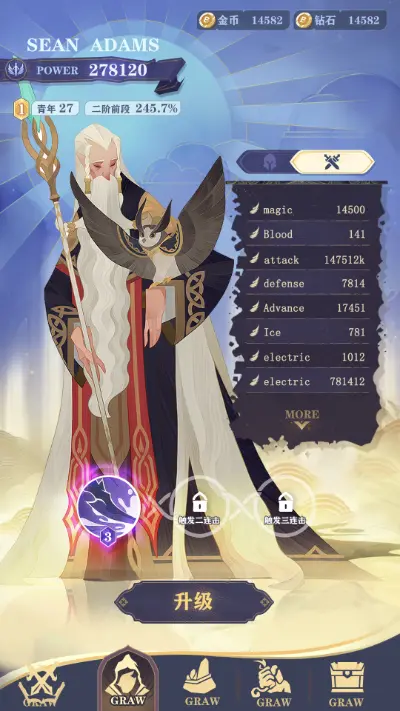 金币 14582 钻石 14582
SEAN ADAMS
POWER 278120
1 青年 27 二阶前段 245.7%
magic 14500
Blood 141
attack 147512k
defense 7814
Advance 17451
Ice 781
electric 1012
electric 781412
MORE
3
触发二连击 触发三连击
升级
GRAW GRAW GRAW GRAW GRAW